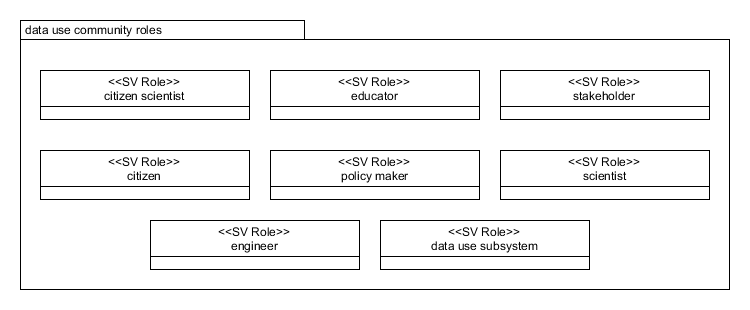 data use community roles
<<SV Role>>
citizen scientist
<<SV Role>>
educator
<<SV Role>>
stakeholder
<<SV Role>>
citizen
<<SV Role>>
policy maker
<<SV Role>>
scientist
<<SV Role>>
engineer
<<SV Role>>
data use subsystem